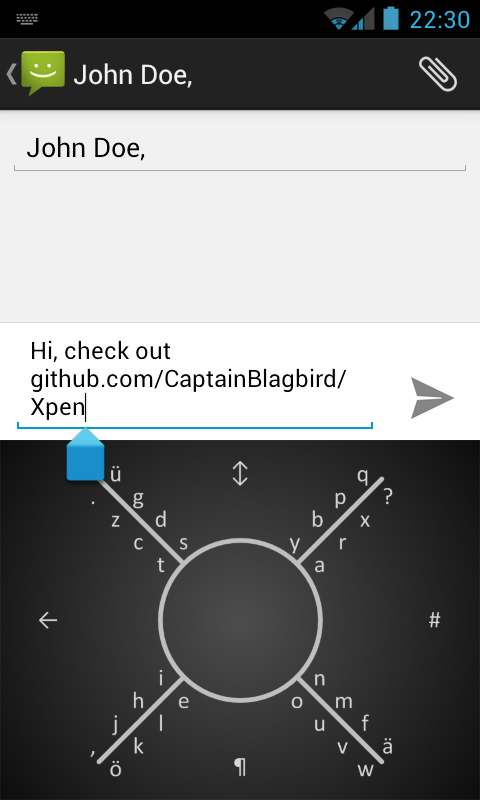 22:30
John Doe,
John Doe,
Hi, check out
github.com/CaptainBlagbird/
Xpen
ü ↕ q
. g p ?
z d b x
c s y r
t a
← #
i n
h e o m
j l u f
, k v ä
ö ¶ w